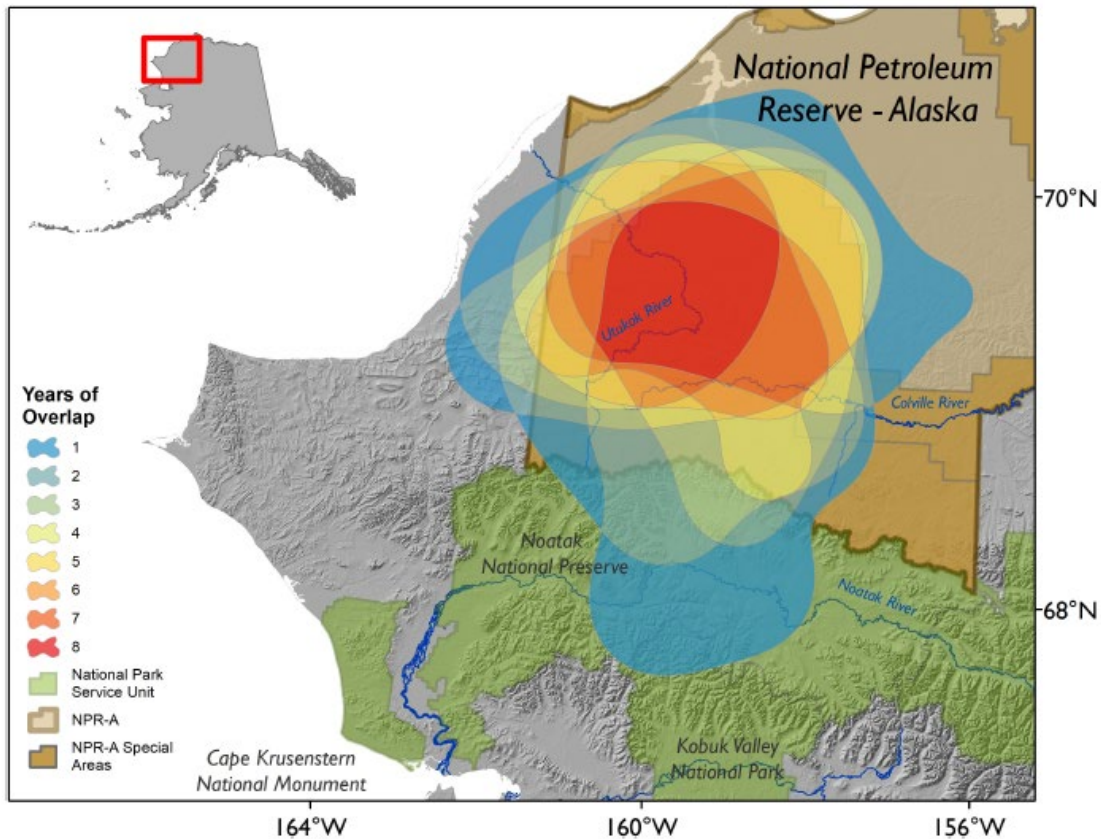 National Petroleum
Reserve - Alaska
70°N
Utukok River
Colville River
Years of
Overlap
1
2
3
4
5
6
7
8
National Park
Service Unit
NPR-A
NPR-A Special
Areas
Noatak
National Preserve
Noatak River
68°N
Cape Krusenstern
National Monument
Kobuk Valley
National Park
164°W
160°W
156°W